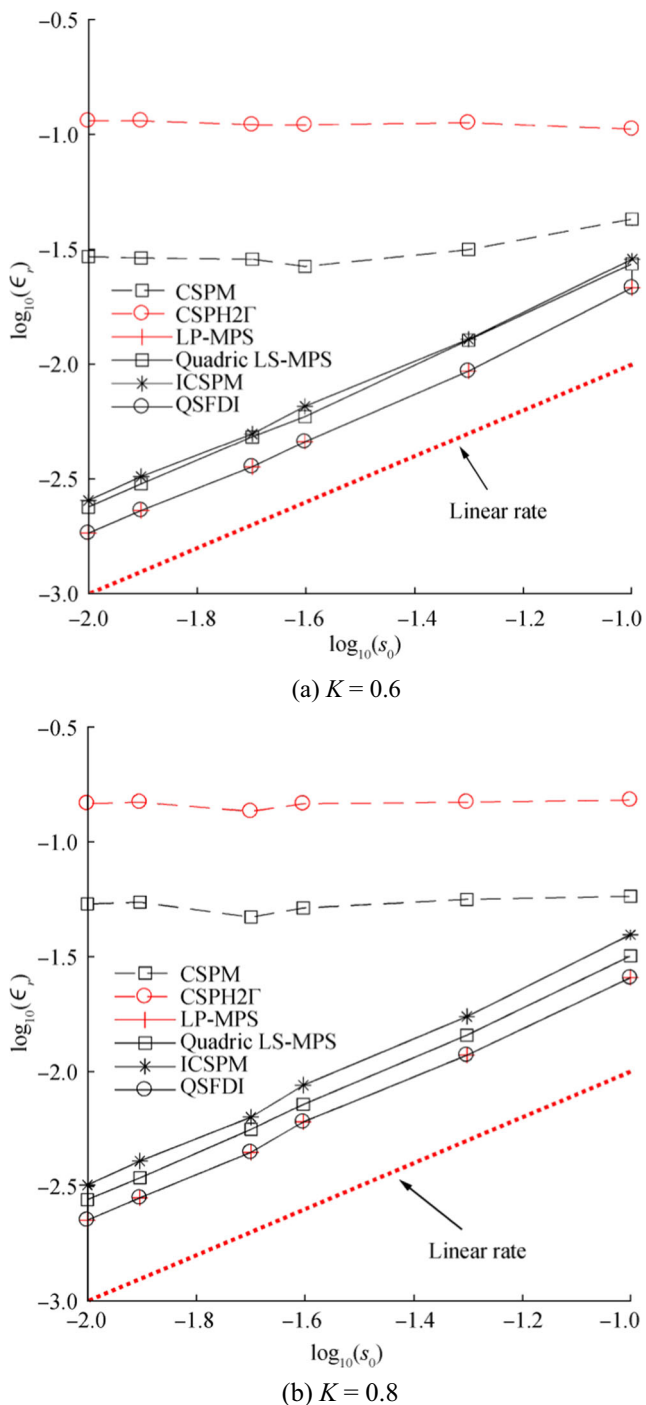 −0.5
−1.0
−1.5
−2.0
−2.5
−3.0
log10(ϵr)
CSPM
CSPH2Γ
LP-MPS
Quadric LS-MPS
ICSPM
QSFDI
Linear rate
−2.0 −1.8 −1.6 −1.4 −1.2 −1.0
log10(s0)
(a) K = 0.6
−0.5
−1.0
−1.5
−2.0
−2.5
−3.0
log10(ϵr)
CSPM
CSPH2Γ
LP-MPS
Quadric LS-MPS
ICSPM
QSFDI
Linear rate
−2.0 −1.8 −1.6 −1.4 −1.2 −1.0
log10(s0)
(b) K = 0.8